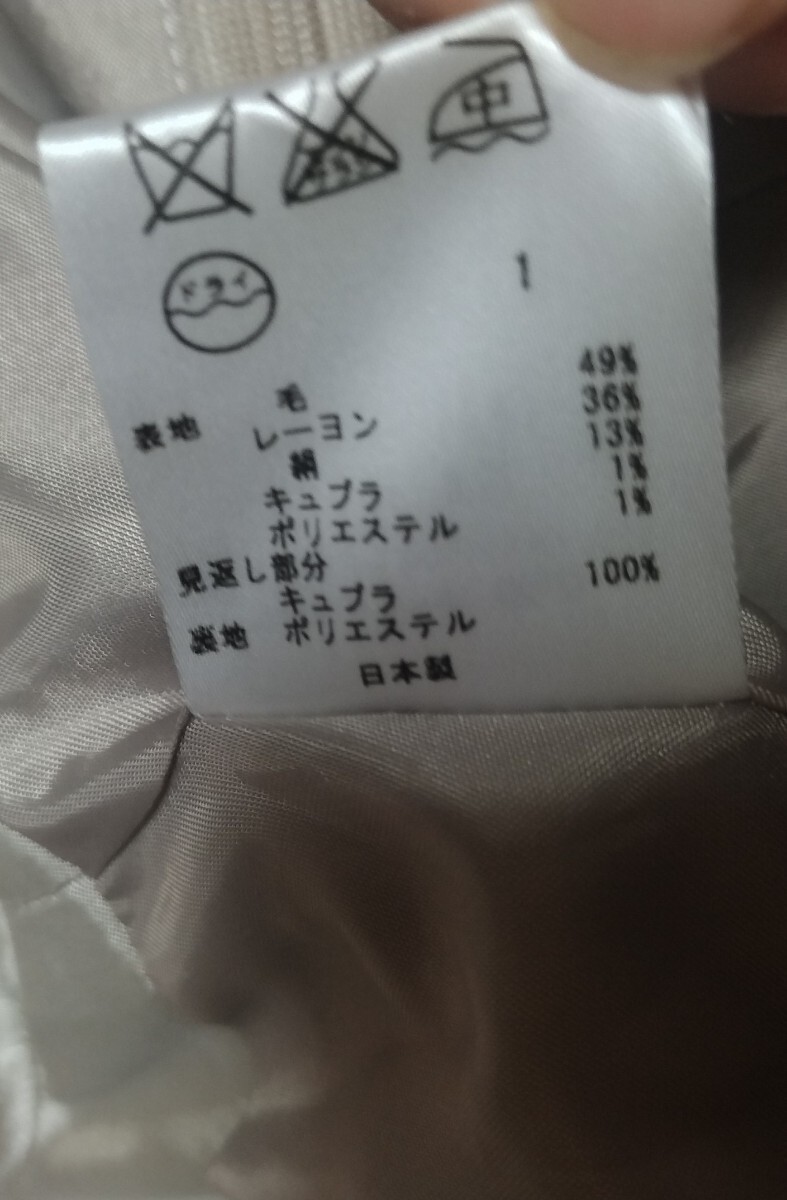 中
ドライ
1
表地 毛 49%
レーヨン 36%
絹 13%
キュプラ 1%
ポリエステル 1%
見返し部分
キュプラ 100%
裏地 ポリエステル
日本製